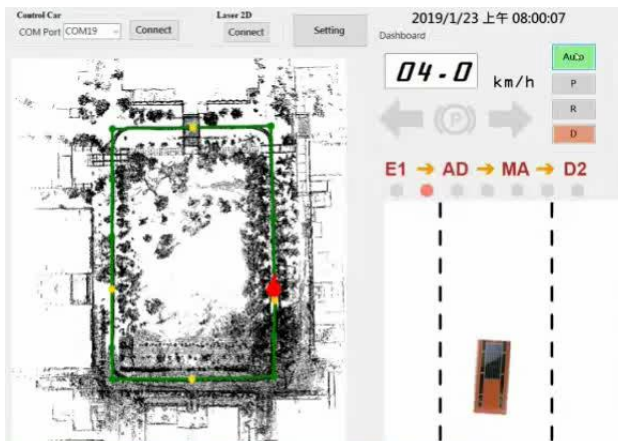 Control Car
COM Port COM19 Connect
Laser 2D
Connect
Setting
2019/1/23 上午 08:00:07
Dashboard
04.0 km/h
Auto
P
R
D
(P)
E1 → AD → MA → D2